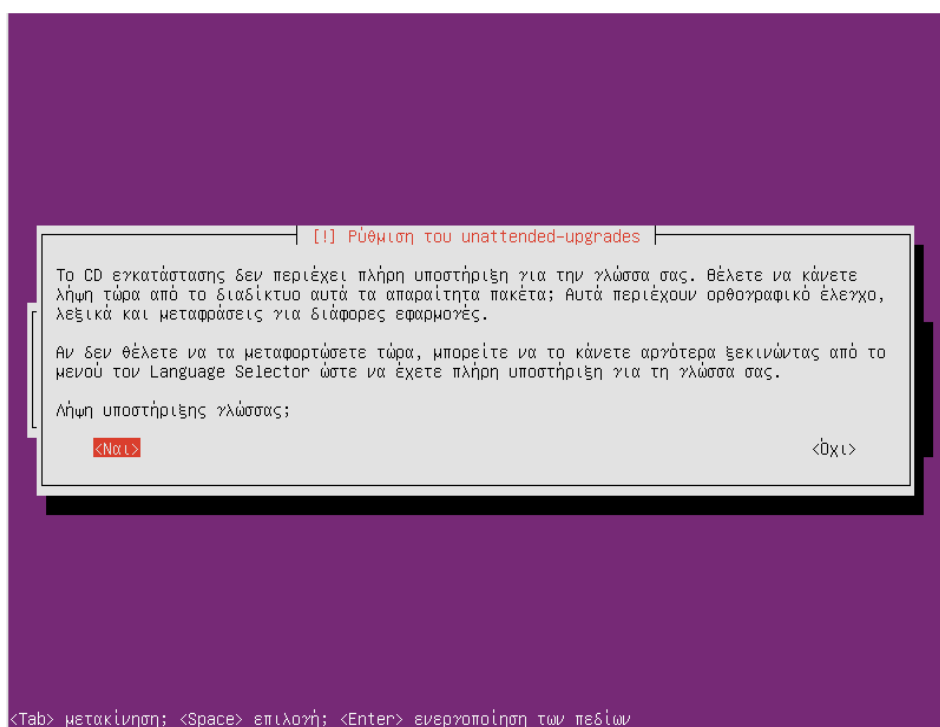 [!] Ρύθμιση του unattended-upgrades
Το CD εγκατάστασης δεν περιέχει πλήρη υποστήριξη για την γλώσσα σας. Θέλετε να κάνετε
λήψη τώρα από το διαδίκτυο αυτά τα απαραίτητα πακέτα; Αυτά περιέχουν ορθογραφικό έλεγχο,
λεξικά και μεταφράσεις για διάφορες εφαρμογές.
Αν δεν θέλετε να τα μεταφορτώσετε τώρα, μπορείτε να το κάνετε αργότερα ξεκινώντας από το
μενού τον Language Selector ώστε να έχετε πλήρη υποστήριξη για τη γλώσσα σας.
Λήψη υποστήριξης γλώσσας;
<Ναι> <Όχι>
<Tab> μετακίνηση; <Space> επιλογή; <Enter> ενεργοποίηση των πεδίων